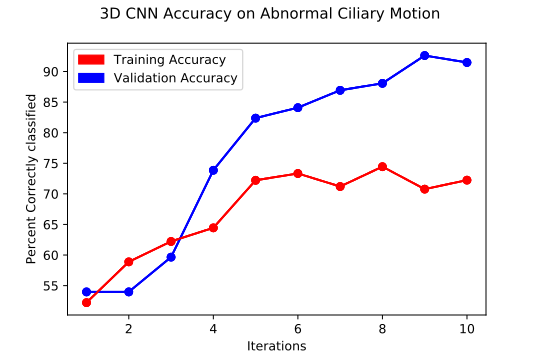 3D CNN Accuracy on Abnormal Ciliary Motion
Training Accuracy
Validation Accuracy
Percent Correctly classified
90
85
80
75
70
65
60
55
2 4 6 8 10
Iterations